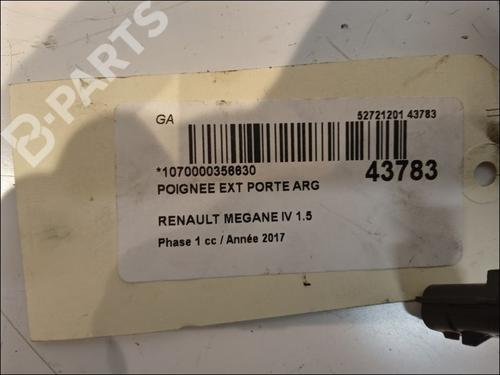 B-PARTS
GA
52721201 43783
*1070000356630
43783
POIGNEE EXT PORTE ARG
RENAULT MEGANE IV 1.5
Phase 1 cc / Année 2017